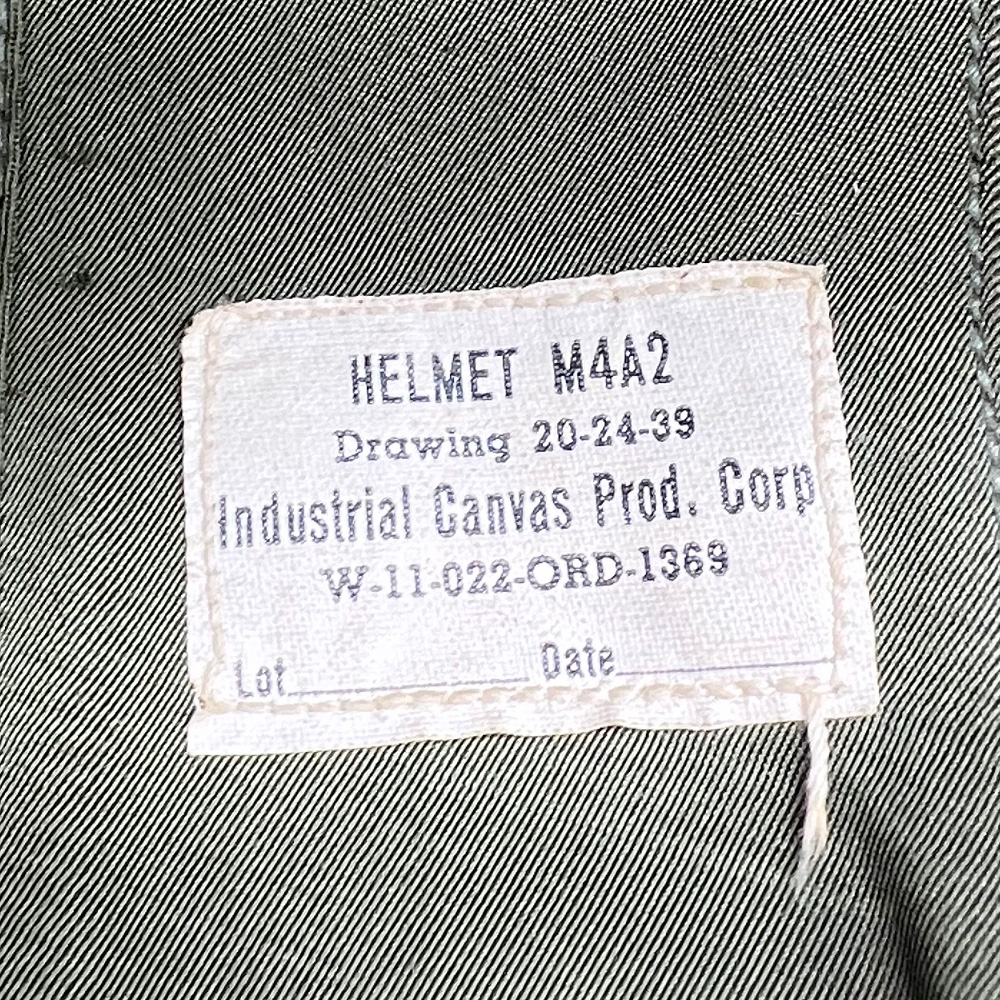 HELMET M4A2
Drawing 20-24-39
Industrial Canvas Prod. Corp
W-11-022-ORD-1369
Lot Date